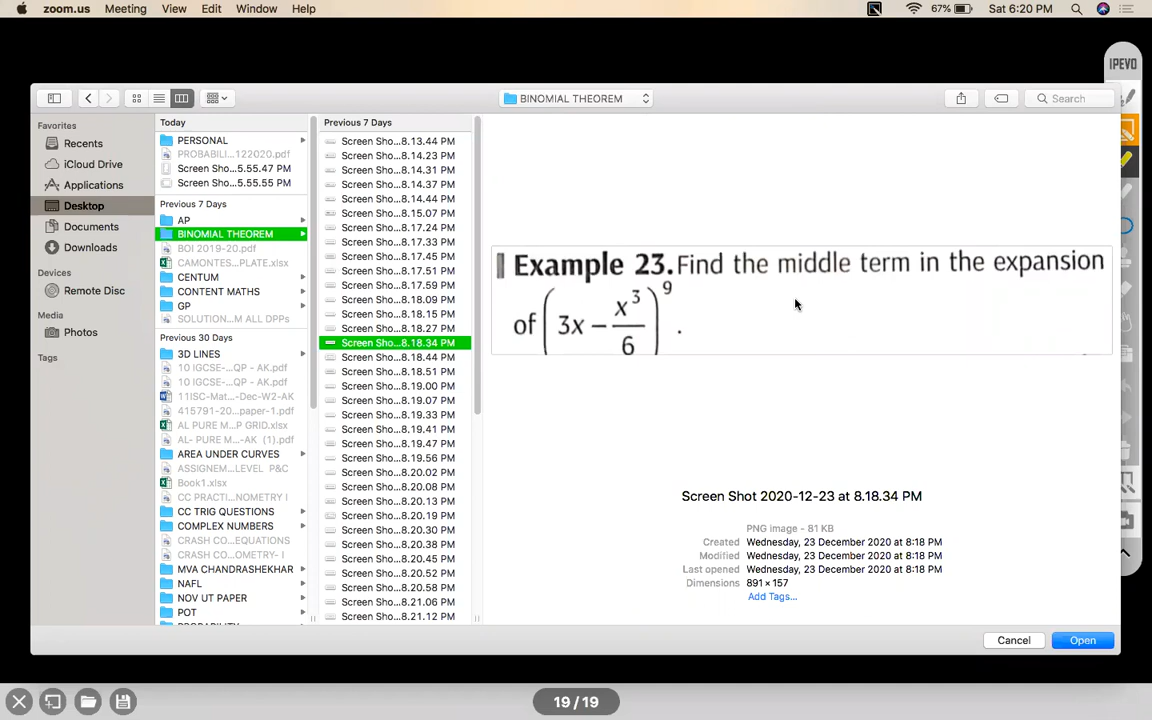 zoom.us Meeting View Edit Window Help 67% Sat 6:20 PM
IPEVO
BINOMIAL THEOREM
Search
Favorites
Recents
iCloud Drive
Applications
Desktop
Documents
Downloads
Devices
Remote Disc
Media
Photos
Tags
Today
PERSONAL
PROBABILI...122020.pdf
Screen Sho...5.55.47 PM
Screen Sho...5.55.55 PM
Previous 7 Days
AP
BINOMIAL THEOREM
BOI 2019-20.pdf
CAMONTES...PLATE.xlsx
CENTUM
CONTENT MATHS
GP
SOLUTION...M ALL DPPs
Previous 30 Days
3D LINES
10 IGCSE-...QP - AK.pdf
10 IGCSE-...QP - AK.pdf
11ISC-Mat...-Dec-W2-AK
415791-20...paper-1.pdf
AL PURE M...P GRID.xlsx
AL- PURE M...-AK (1).pdf
AREA UNDER CURVES
ASSIGNEM...LEVEL P&C
Book1.xlsx
CC PRACTI...NOMETRY I
CC TRIG QUESTIONS
COMPLEX NUMBERS
CRASH CO...EQUATIONS
CRASH CO...OMETRY- I
MVA CHANDRASHEKHAR
NAFL
NOV UT PAPER
POT
Previous 7 Days
Screen Sho...8.13.44 PM
Screen Sho...8.14.23 PM
Screen Sho...8.14.31 PM
Screen Sho...8.14.37 PM
Screen Sho...8.14.44 PM
Screen Sho...8.15.07 PM
Screen Sho...8.17.24 PM
Screen Sho...8.17.33 PM
Screen Sho...8.17.45 PM
Screen Sho...8.17.51 PM
Screen Sho...8.17.59 PM
Screen Sho...8.18.09 PM
Screen Sho...8.18.15 PM
Screen Sho...8.18.27 PM
Screen Sho...8.18.34 PM
Screen Sho...8.18.44 PM
Screen Sho...8.18.51 PM
Screen Sho...8.19.00 PM
Screen Sho...8.19.07 PM
Screen Sho...8.19.33 PM
Screen Sho...8.19.41 PM
Screen Sho...8.19.47 PM
Screen Sho...8.19.56 PM
Screen Sho...8.20.02 PM
Screen Sho...8.20.08 PM
Screen Sho...8.20.13 PM
Screen Sho...8.20.19 PM
Screen Sho...8.20.30 PM
Screen Sho...8.20.38 PM
Screen Sho...8.20.45 PM
Screen Sho...8.20.52 PM
Screen Sho...8.20.58 PM
Screen Sho...8.21.06 PM
Screen Sho...8.21.12 PM
Example 23. Find the middle term in the expansion
of (3x − x³/6)⁹.
Screen Shot 2020-12-23 at 8.18.34 PM
PNG image - 81 KB
Created Wednesday, 23 December 2020 at 8:18 PM
Modified Wednesday, 23 December 2020 at 8:18 PM
Last opened Wednesday, 23 December 2020 at 8:18 PM
Dimensions 891 × 157
Add Tags...
Cancel Open
19 / 19